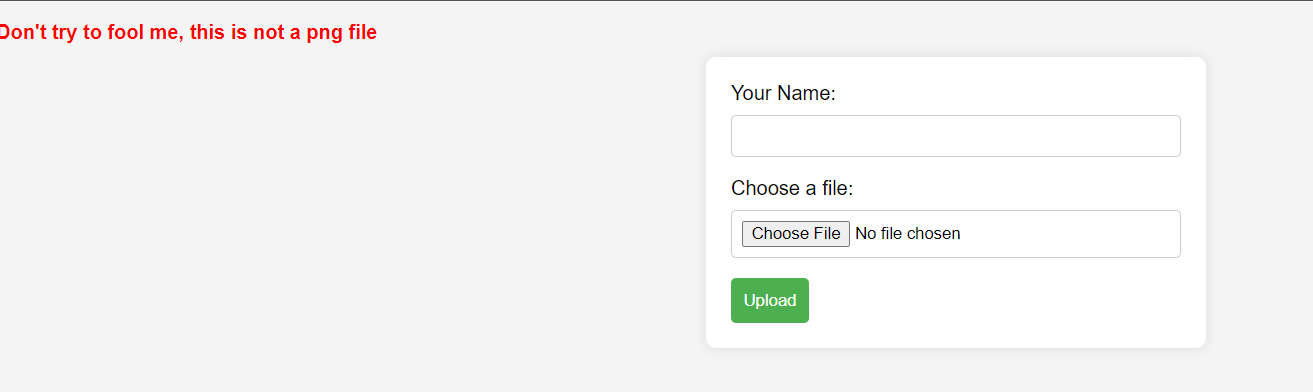 Don't try to fool me, this is not a png file
Your Name:
Choose a file:
Choose File No file chosen
Upload